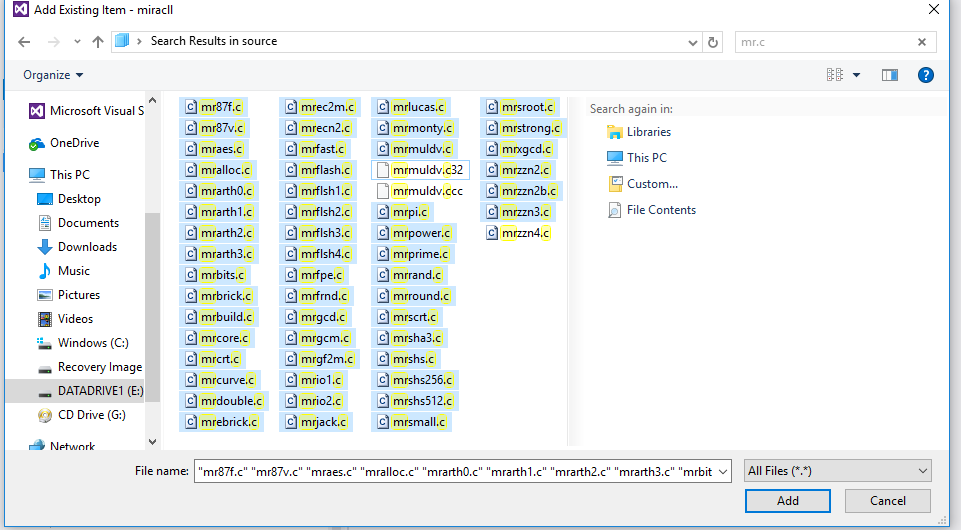 Add Existing Item - miracll
Search Results in source
mr.c
Organize
Microsoft Visual S
OneDrive
This PC
Desktop
Documents
Downloads
Music
Pictures
Videos
Windows (C:)
Recovery Image
DATADRIVE1 (E:)
CD Drive (G:)
Network
mr87f.c
mr87v.c
mraes.c
mralloc.c
mrarth0.c
mrarth1.c
mrarth2.c
mrarth3.c
mrbits.c
mrbrick.c
mrbuild.c
mrcore.c
mrcrt.c
mrcurve.c
mrdouble.c
mrebrick.c
mrec2m.c
mrecn2.c
mrfast.c
mrflash.c
mrflsh1.c
mrflsh2.c
mrflsh3.c
mrflsh4.c
mrfpe.c
mrfrnd.c
mrgcd.c
mrgcm.c
mrgf2m.c
mrio1.c
mrio2.c
mrjack.c
mrlucas.c
mrmonty.c
mrmuldv.c
mrmuldv.c32
mrmuldv.ccc
mrpi.c
mrpower.c
mrprime.c
mrrand.c
mrround.c
mrscrt.c
mrsha3.c
mrshs.c
mrshs256.c
mrshs512.c
mrsmall.c
mrsroot.c
mrstrong.c
mrxgcd.c
mrzzn2.c
mrzzn2b.c
mrzzn3.c
mrzzn4.c
Search again in:
Libraries
This PC
Custom...
File Contents
File name: "mr87f.c" "mr87v.c" "mraes.c" "mralloc.c" "mrarth0.c" "mrarth1.c" "mrarth2.c" "mrarth3.c" "mrbit
All Files (*.*)
Add
Cancel